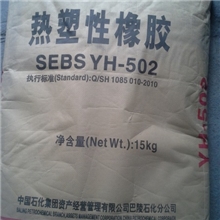 热塑性橡胶
SEBS YH-502
执行标准(Standard):Q/SH 1085 019-2010
净含量(Net Wt.):15kg
中国石化集团资产经营管理有限公司巴陵石化分公司